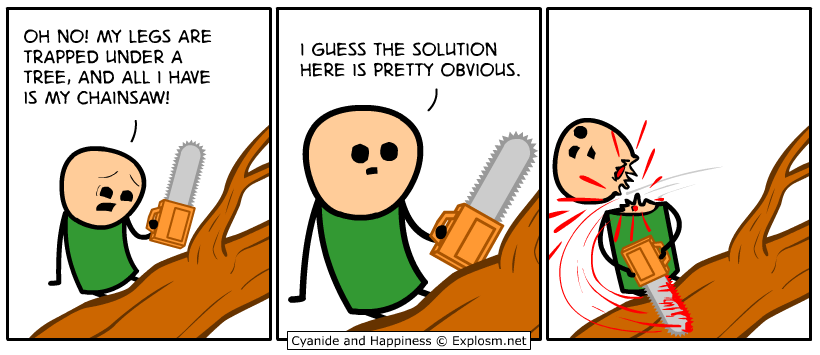 OH NO! MY LEGS ARE
TRAPPED UNDER A
TREE, AND ALL I HAVE
IS MY CHAINSAW!
I GUESS THE SOLUTION
HERE IS PRETTY OBVIOUS.
Cyanide and Happiness © Explosm.net